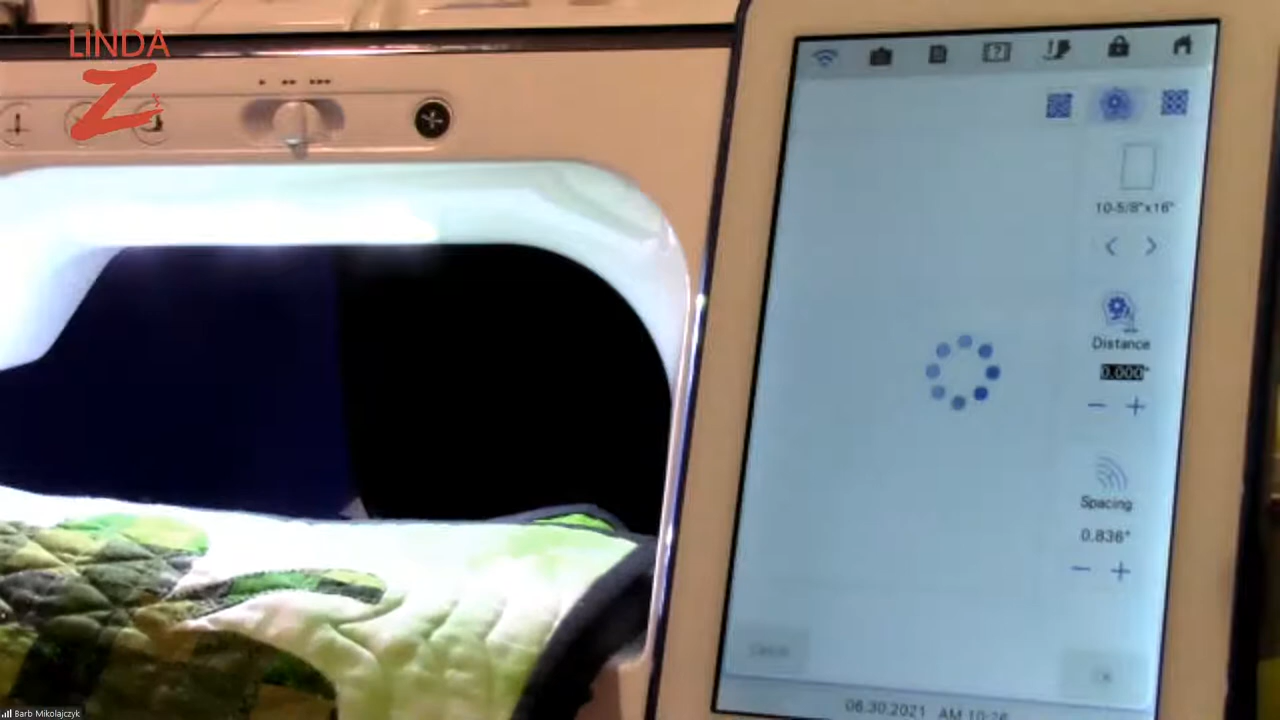 LINDA
Z's
10-5/8"x16"
Distance
0.000"
Spacing
0.836"
Cancel
06.30.2021 AM 10:26
Barb Mikolajczyk